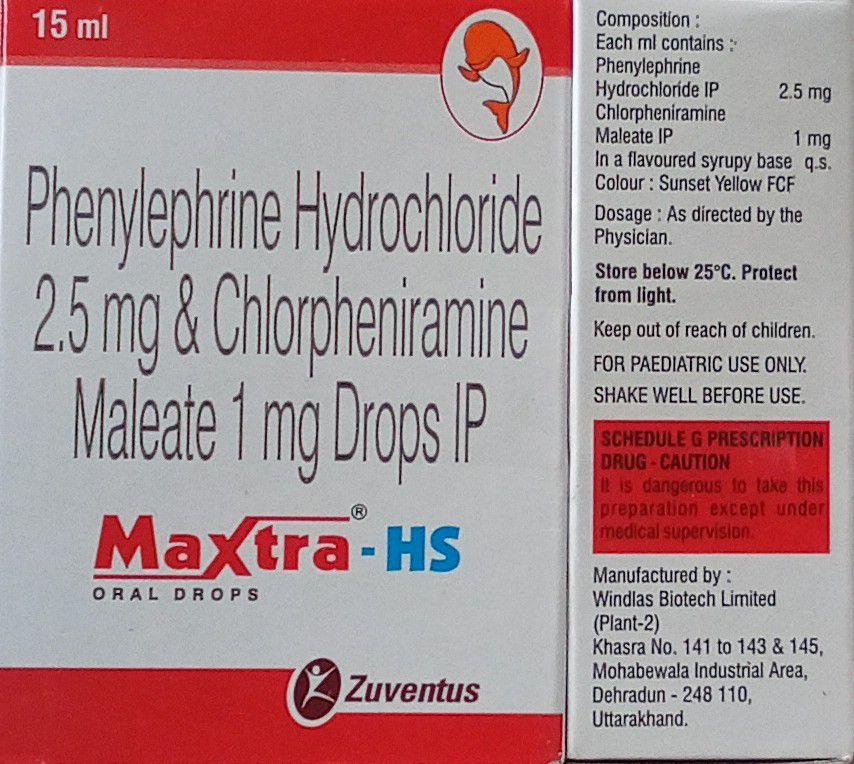 15 ml
Phenylephrine Hydrochloride
2.5 mg & Chlorpheniramine
Maleate 1 mg Drops IP
Maxtra® - HS
ORAL DROPS
Zuventus
Composition :
Each ml contains :
Phenylephrine
Hydrochloride IP 2.5 mg
Chlorpheniramine
Maleate IP 1 mg
In a flavoured syrupy base q.s.
Colour : Sunset Yellow FCF
Dosage : As directed by the
Physician.
Store below 25°C. Protect
from light.
Keep out of reach of children.
FOR PAEDIATRIC USE ONLY.
SHAKE WELL BEFORE USE.
SCHEDULE G PRESCRIPTION
DRUG - CAUTION
It is dangerous to take this
preparation except under
medical supervision.
Manufactured by :
Windlas Biotech Limited
(Plant-2)
Khasra No. 141 to 143 & 145,
Mohabewala Industrial Area,
Dehradun - 248 110,
Uttarakhand.